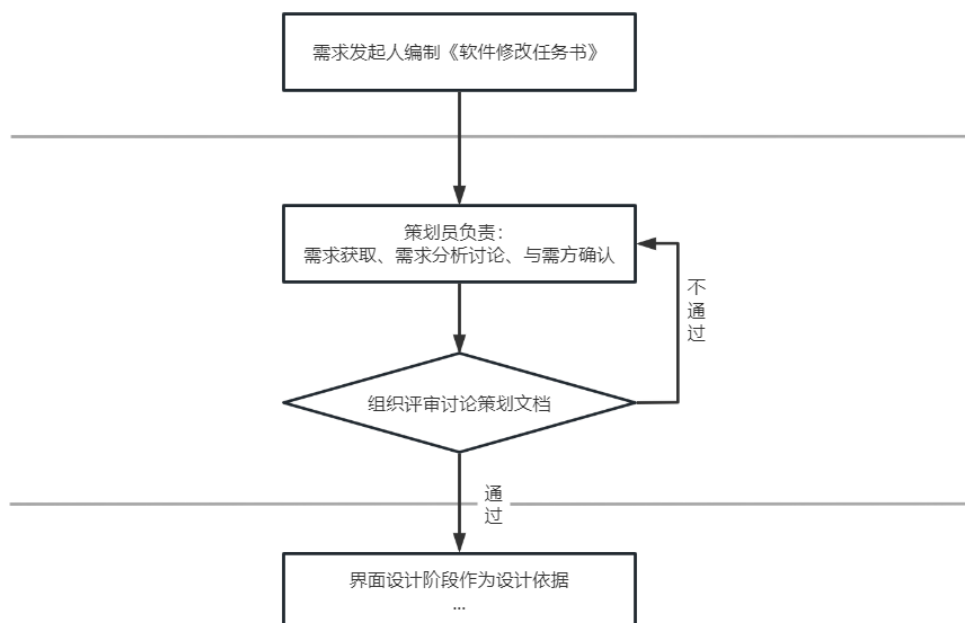 需求发起人编制《软件修改任务书》
策划员负责：
需求获取、需求分析讨论、与需方确认
不
通
过
组织评审讨论策划文档
通
过
界面设计阶段作为设计依据
...